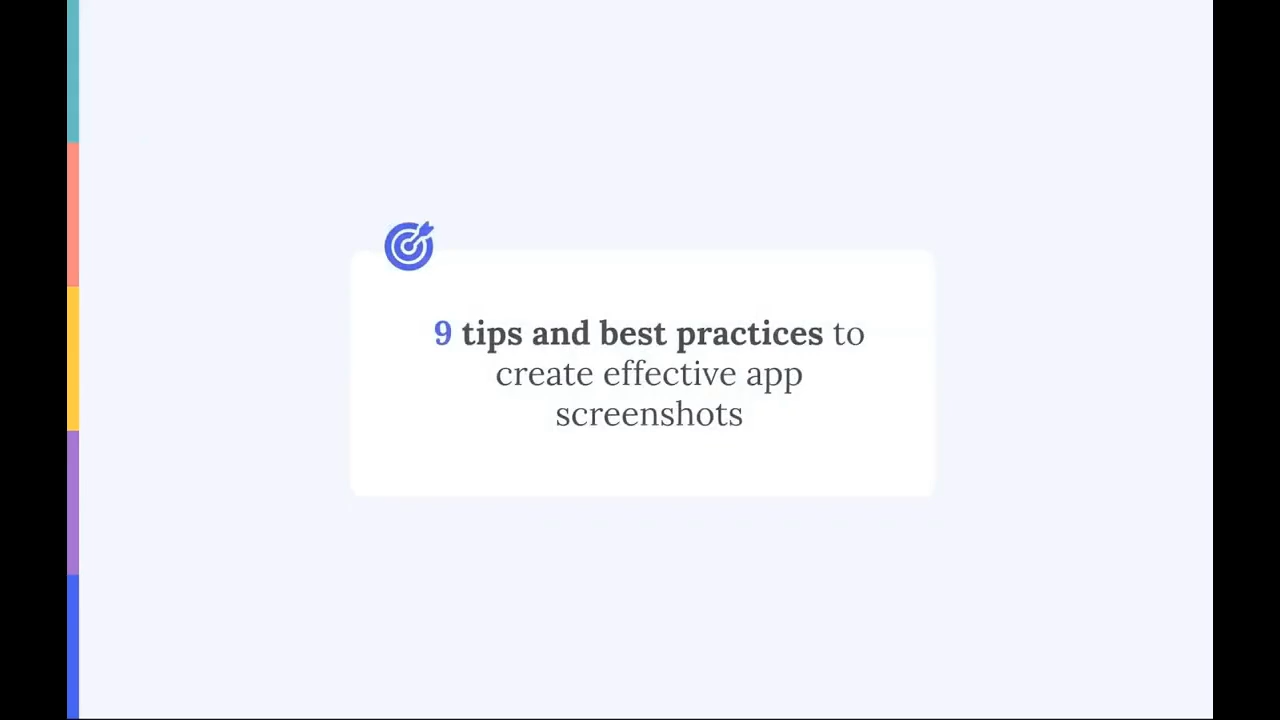 9 tips and best practices to
create effective app
screenshots